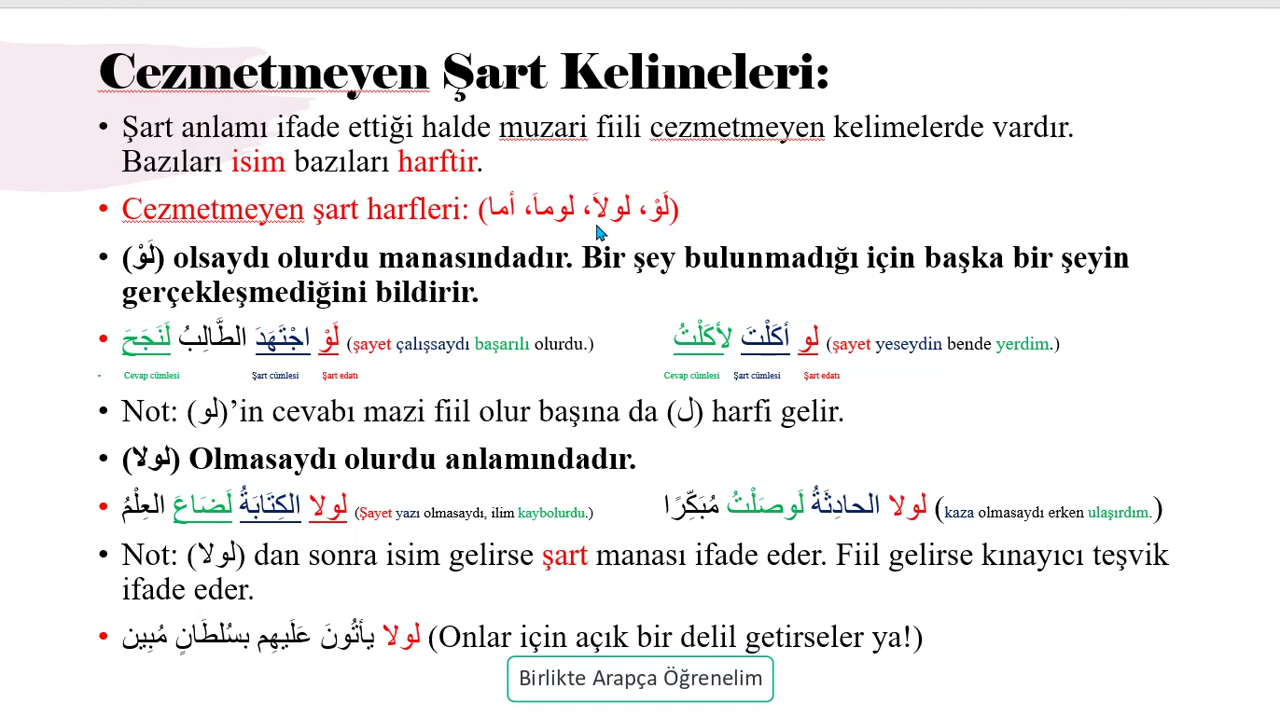 Cezmetmeyen Şart Kelimeleri:
• Şart anlamı ifade ettiği halde muzari fiili cezmetmeyen kelimelerde vardır.
Bazıları isim bazıları harftir.
• Cezmetmeyen şart harfleri: (لَوْ، لولاَ، لوماَ، أما)
• (لَوْ) olsaydı olurdu manasındadır. Bir şey bulunmadığı için başka bir şeyin
gerçekleşmediğini bildirir.
• لَوْ اجْتَهَدَ الطَّالِبُ لَنَجَحَ (şayet çalışsaydı başarılı olurdu.) لو أكَلْتَ لأكَلْتُ (şayet yeseydin bende yerdim.)
• Cevap cümlesi Şart cümlesi Şart edatı Cevap cümlesi Şart cümlesi Şart edatı
• Not: (لو)’in cevabı mazi fiil olur başına da (ل) harfi gelir.
• (لولا) Olmasaydı olurdu anlamındadır.
• لولا الكِتَابَةُ لَضَاعَ العِلْمُ (Şayet yazı olmasaydı, ilim kaybolurdu.) لولا الحادِثَةُ لَوصَلْتُ مُبَكِّرًا (kaza olmasaydı erken ulaşırdım.)
• Not: (لولا) dan sonra isim gelirse şart manası ifade eder. Fiil gelirse kınayıcı teşvik
ifade eder.
• لولا يأتُونَ عَلَيهِم بسُلطَانٍ مُبِين (Onlar için açık bir delil getirseler ya!)
Birlikte Arapça Öğrenelim